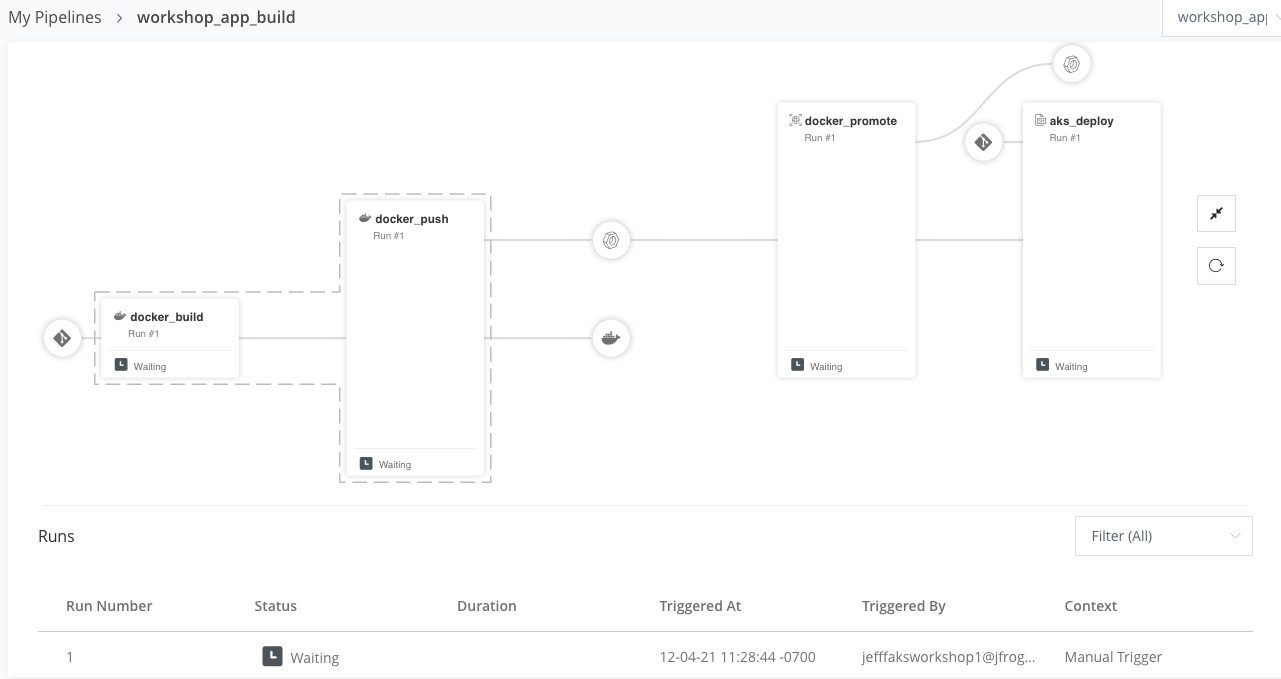 My Pipelines > workshop_app_build
workshop_app
docker_promote
Run #1
aks_deploy
Run #1
docker_push
Run #1
docker_build
Run #1
Waiting
Waiting
Waiting
Waiting
Runs
Filter (All)
Run Number Status Duration Triggered At Triggered By Context
1 Waiting 12-04-21 11:28:44 -0700 jefffaksworkshop1@jfrog... Manual Trigger